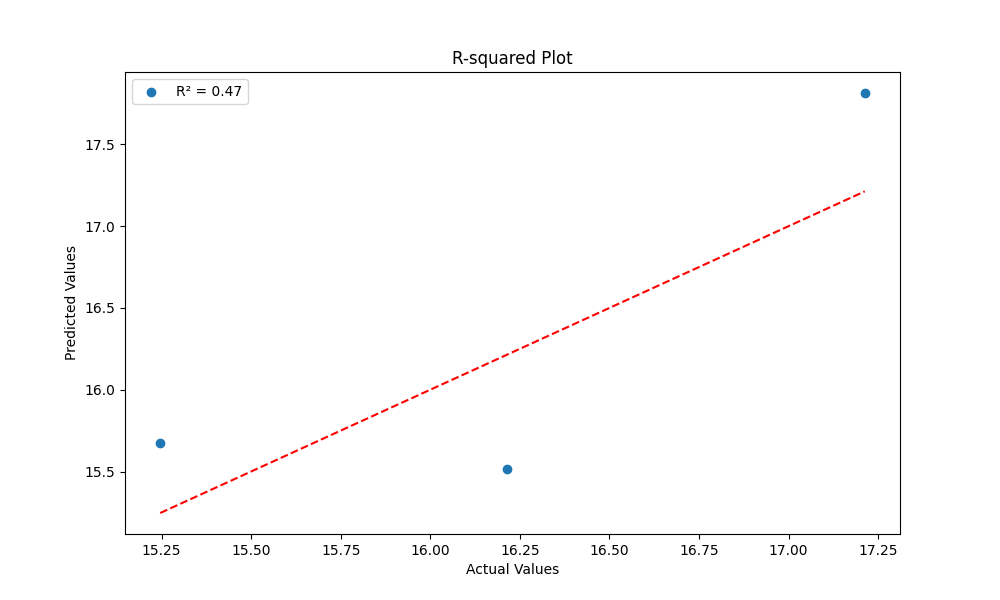 R-squared Plot
R² = 0.47
17.5
17.0
16.5
16.0
15.5
Predicted Values
15.25 15.50 15.75 16.00 16.25 16.50 16.75 17.00 17.25
Actual Values